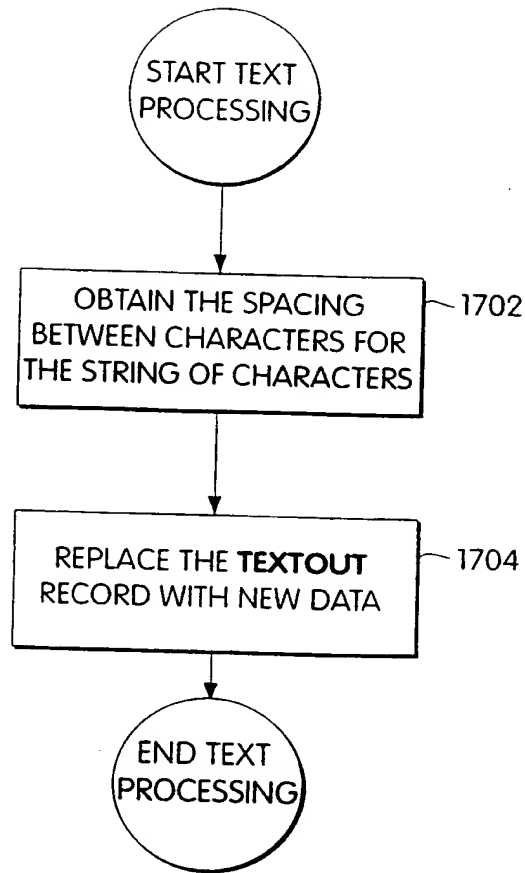 START TEXT
PROCESSING
OBTAIN THE SPACING
BETWEEN CHARACTERS FOR
THE STRING OF CHARACTERS
1702
REPLACE THE TEXTOUT
RECORD WITH NEW DATA
1704
END TEXT
PROCESSING